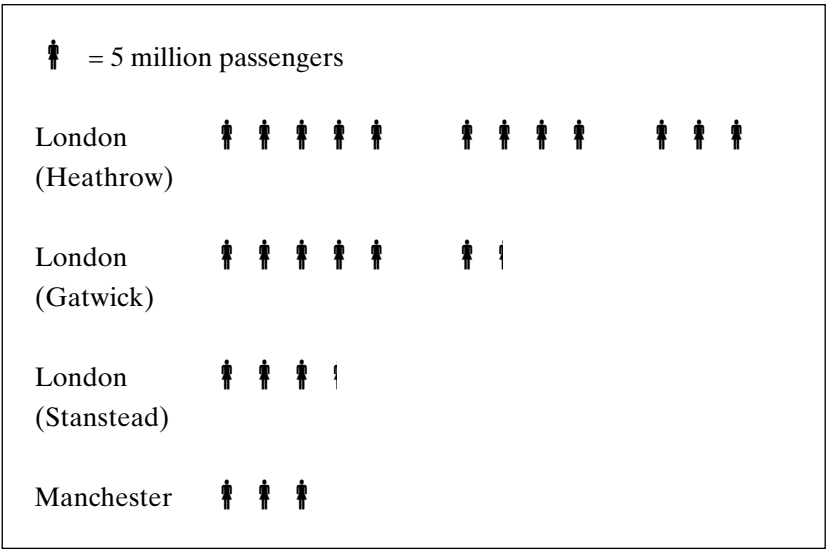 = 5 million passengers
London
(Heathrow)
London
(Gatwick)
London
(Stanstead)
Manchester